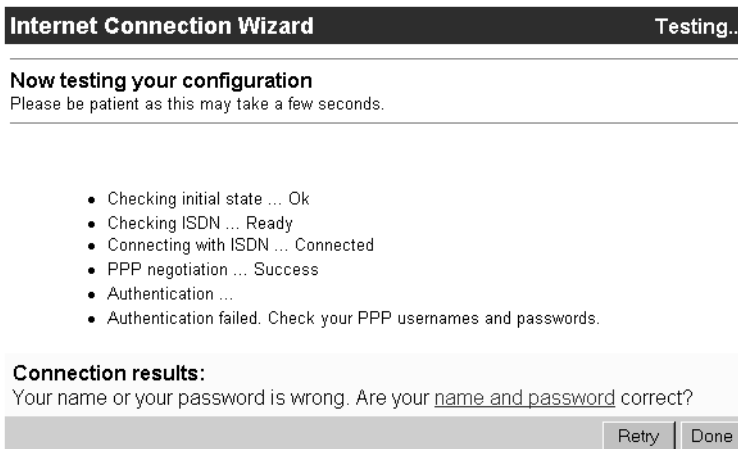 Internet Connection Wizard Testing..
Now testing your configuration
Please be patient as this may take a few seconds.
• Checking initial state ... Ok
• Checking ISDN ... Ready
• Connecting with ISDN ... Connected
• PPP negotiation ... Success
• Authentication ...
• Authentication failed. Check your PPP usernames and passwords.
Connection results:
Your name or your password is wrong. Are your name and password correct?
Retry Done